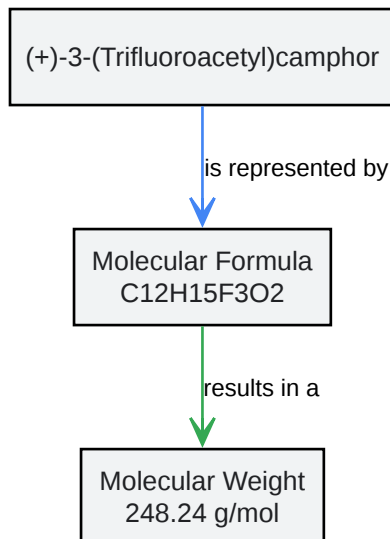 (+)-3-(Trifluoroacetyl)camphor
is represented by
Molecular Formula
C12H15F3O2
results in a
Molecular Weight
248.24 g/mol